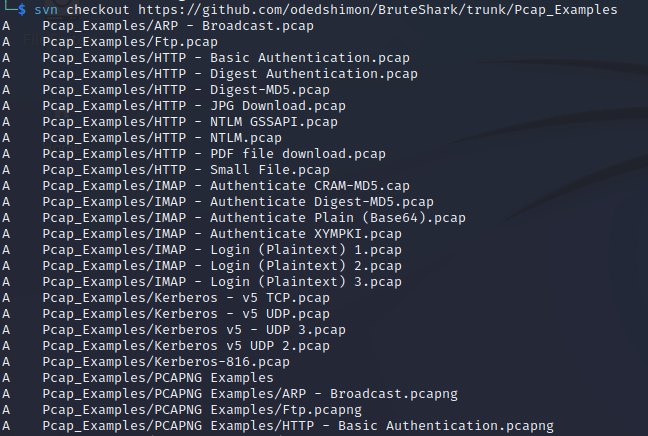 └─$ svn checkout https://github.com/odedshimon/BruteShark/trunk/Pcap_Examples
A    Pcap_Examples/ARP - Broadcast.pcap
A    Pcap_Examples/Ftp.pcap
A    Pcap_Examples/HTTP - Basic Authentication.pcap
A    Pcap_Examples/HTTP - Digest Authentication.pcap
A    Pcap_Examples/HTTP - Digest-MD5.pcap
A    Pcap_Examples/HTTP - JPG Download.pcap
A    Pcap_Examples/HTTP - NTLM GSSAPI.pcap
A    Pcap_Examples/HTTP - NTLM.pcap
A    Pcap_Examples/HTTP - PDF file download.pcap
A    Pcap_Examples/HTTP - Small File.pcap
A    Pcap_Examples/IMAP - Authenticate CRAM-MD5.cap
A    Pcap_Examples/IMAP - Authenticate Digest-MD5.pcap
A    Pcap_Examples/IMAP - Authenticate Plain (Base64).pcap
A    Pcap_Examples/IMAP - Authenticate XYMPKI.pcap
A    Pcap_Examples/IMAP - Login (Plaintext) 1.pcap
A    Pcap_Examples/IMAP - Login (Plaintext) 2.pcap
A    Pcap_Examples/IMAP - Login (Plaintext) 3.pcap
A    Pcap_Examples/Kerberos - v5 TCP.pcap
A    Pcap_Examples/Kerberos - v5 UDP.pcap
A    Pcap_Examples/Kerberos v5 - UDP 3.pcap
A    Pcap_Examples/Kerberos v5 UDP 2.pcap
A    Pcap_Examples/Kerberos-816.pcap
A    Pcap_Examples/PCAPNG Examples
A    Pcap_Examples/PCAPNG Examples/ARP - Broadcast.pcapng
A    Pcap_Examples/PCAPNG Examples/Ftp.pcapng
A    Pcap_Examples/PCAPNG Examples/HTTP - Basic Authentication.pcapng